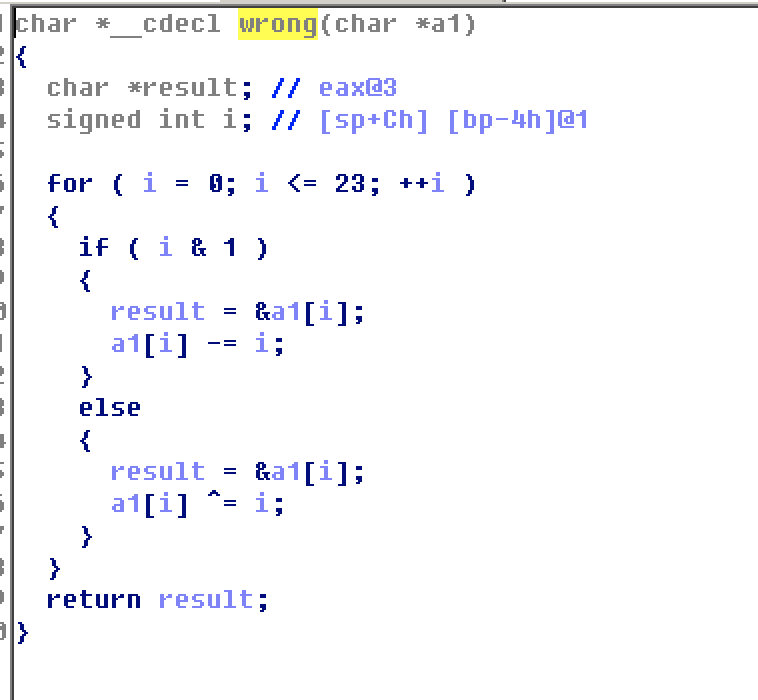 char *__cdecl wrong(char *a1)
{
  char *result; // eax@3
  signed int i; // [sp+Ch] [bp-4h]@1

  for ( i = 0; i <= 23; ++i )
  {
    if ( i & 1 )
    {
      result = &a1[i];
      a1[i] -= i;
    }
    else
    {
      result = &a1[i];
      a1[i] ^= i;
    }
  }
  return result;
}